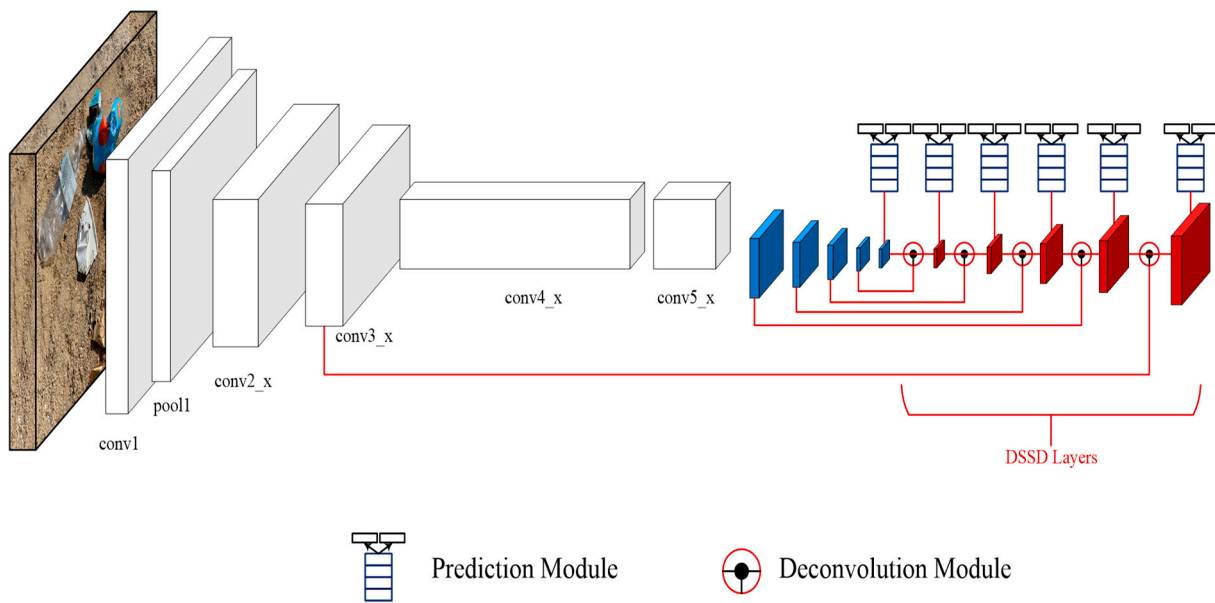 conv1
pool1
conv2_x
conv3_x
conv4_x
conv5_x
DSSD Layers
Prediction Module
Deconvolution Module